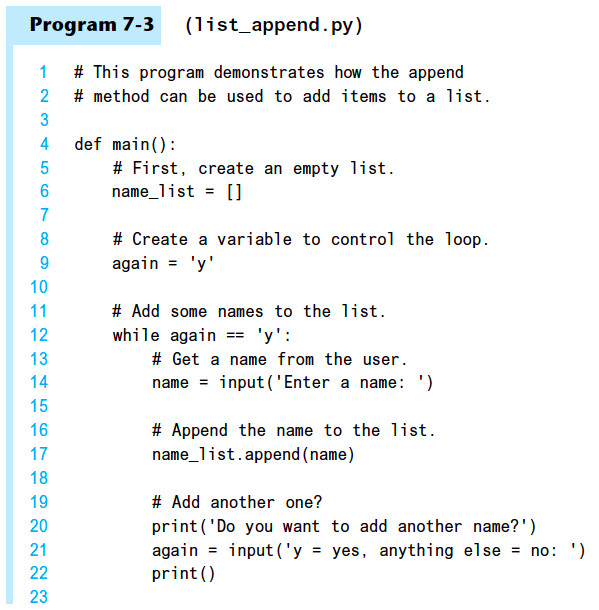 Program 7-3 (list_append.py)
1 # This program demonstrates how the append
2 # method can be used to add items to a list.
3
4 def main():
5     # First, create an empty list.
6     name_list = []
7
8     # Create a variable to control the loop.
9     again = 'y'
10
11     # Add some names to the list.
12     while again == 'y':
13         # Get a name from the user.
14         name = input('Enter a name: ')
15
16         # Append the name to the list.
17         name_list.append(name)
18
19         # Add another one?
20         print('Do you want to add another name?')
21         again = input('y = yes, anything else = no: ')
22         print()
23